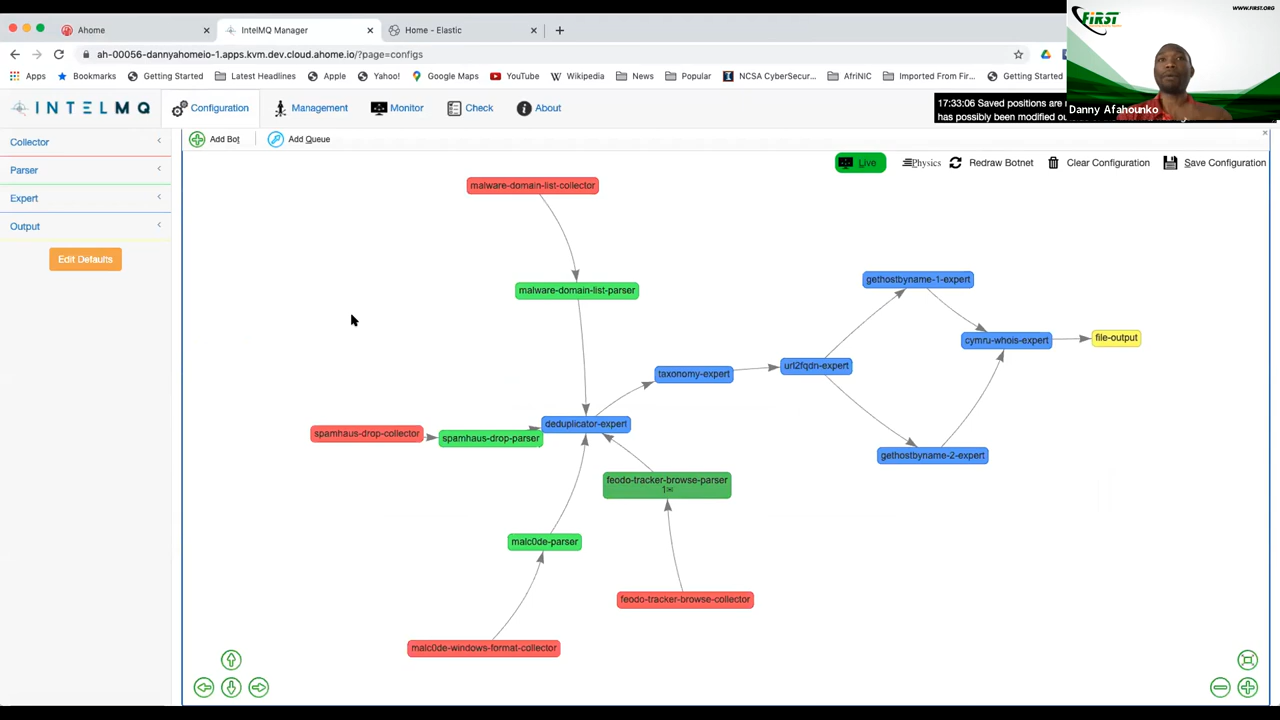 Ahome
IntelMQ Manager
Home - Elastic
ah-00056-dannyahomeio-1.apps.kvm.dev.cloud.ahome.io/?page=configs
Apps
Bookmarks
Getting Started
Latest Headlines
Apple
Yahoo!
Google Maps
YouTube
Wikipedia
News
Popular
NCSA CyberSecur...
AfriNIC
Imported From Fir...
Getting Started
WWW.FIRST.ORG
FIRST
Danny Afahounko
INTELMQ
Configuration
Management
Monitor
Check
About
17:33:06 Saved positions are
has possibly been modified
Collector
Parser
Expert
Output
Edit Defaults
Add Bot
Add Queue
Live
Physics
Redraw Botnet
Clear Configuration
Save Configuration
malware-domain-list-collector
malware-domain-list-parser
gethostbyname-1-expert
cymru-whois-expert
file-output
url2fqdn-expert
taxonomy-expert
deduplicator-expert
spamhaus-drop-collector
spamhaus-drop-parser
gethostbyname-2-expert
feodo-tracker-browse-parser
1✉
malc0de-parser
feodo-tracker-browse-collector
malc0de-windows-format-collector